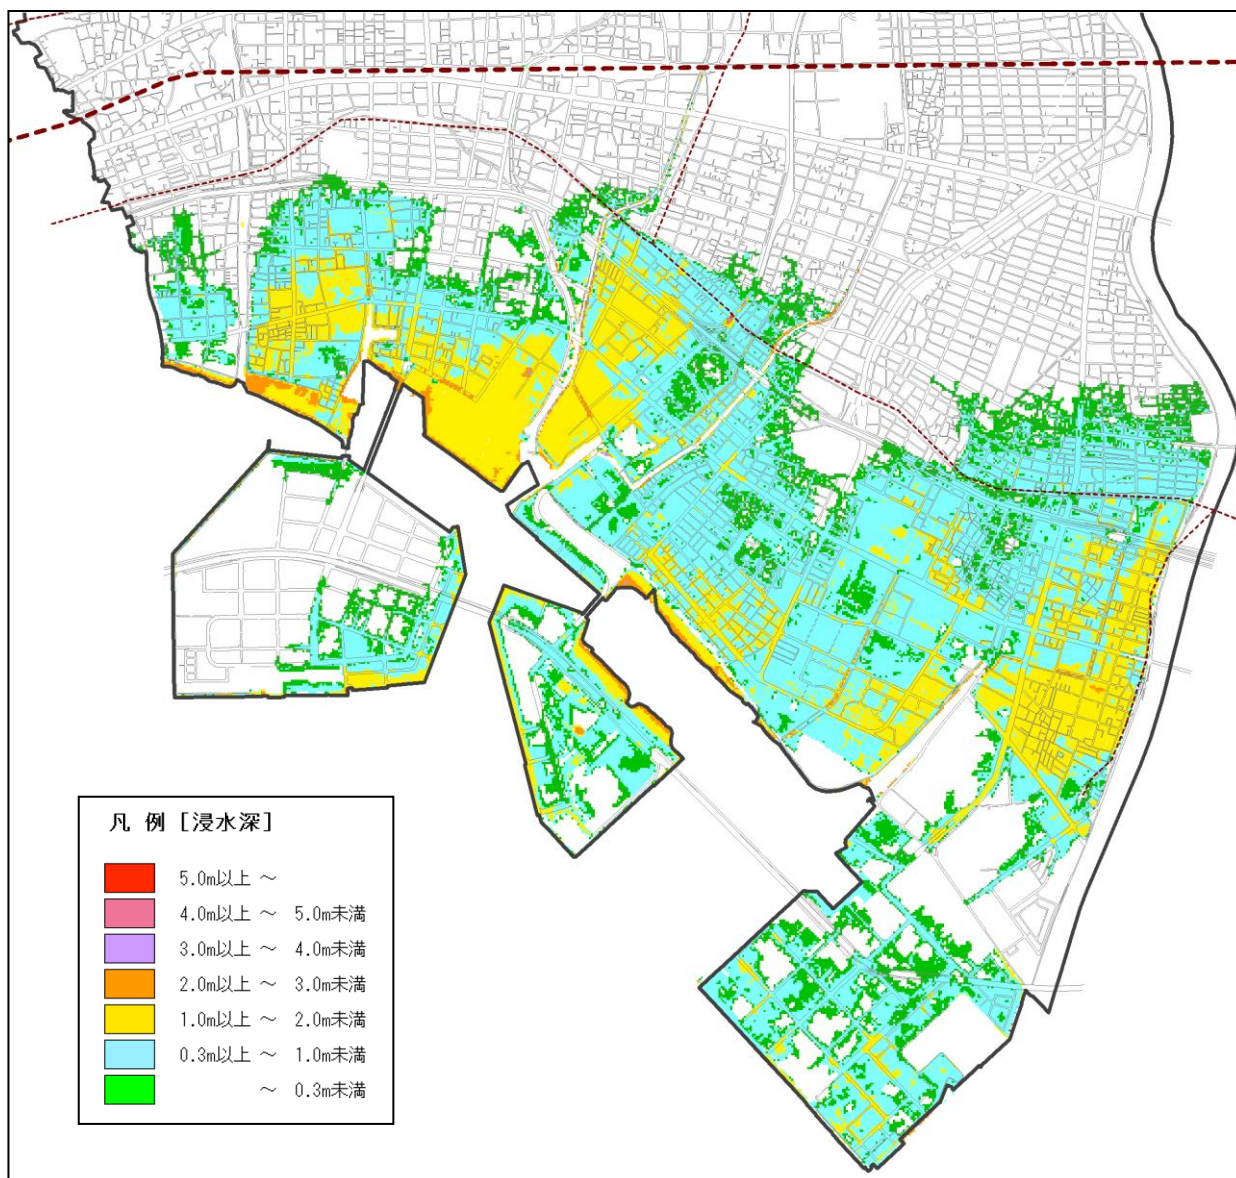 凡 例 [浸水深]
5.0m以上 ～
4.0m以上 ～ 5.0m未満
3.0m以上 ～ 4.0m未満
2.0m以上 ～ 3.0m未満
1.0m以上 ～ 2.0m未満
0.3m以上 ～ 1.0m未満
～ 0.3m未満